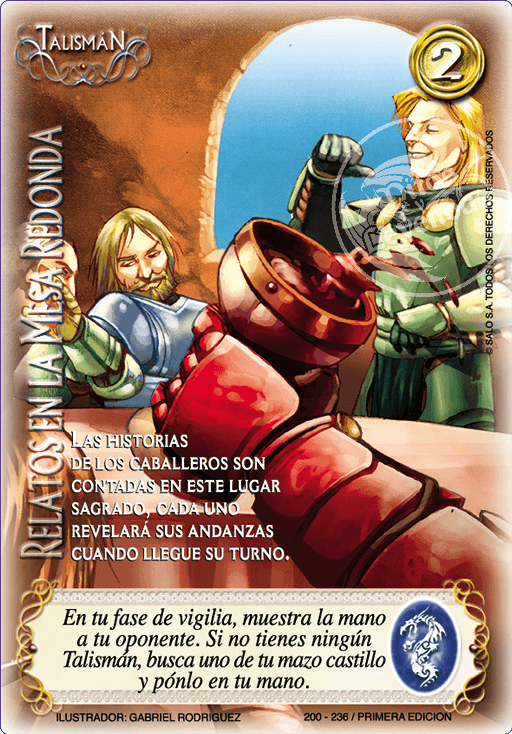 Talismán
2
Relatos en la Mesa Redonda
© SALO S.A. TODOS LOS DERECHOS RESERVADOS
Las historias
de los caballeros son
contadas en este lugar
sagrado, cada uno
revelará sus andanzas
cuando llegue su turno.
En tu fase de vigilia, muestra la mano
a tu oponente. Si no tienes ningún
Talismán, busca uno de tu mazo castillo
y pónlo en tu mano.
ILUSTRADOR: GABRIEL RODRIGUEZ
200 - 236 / PRIMERA EDICION